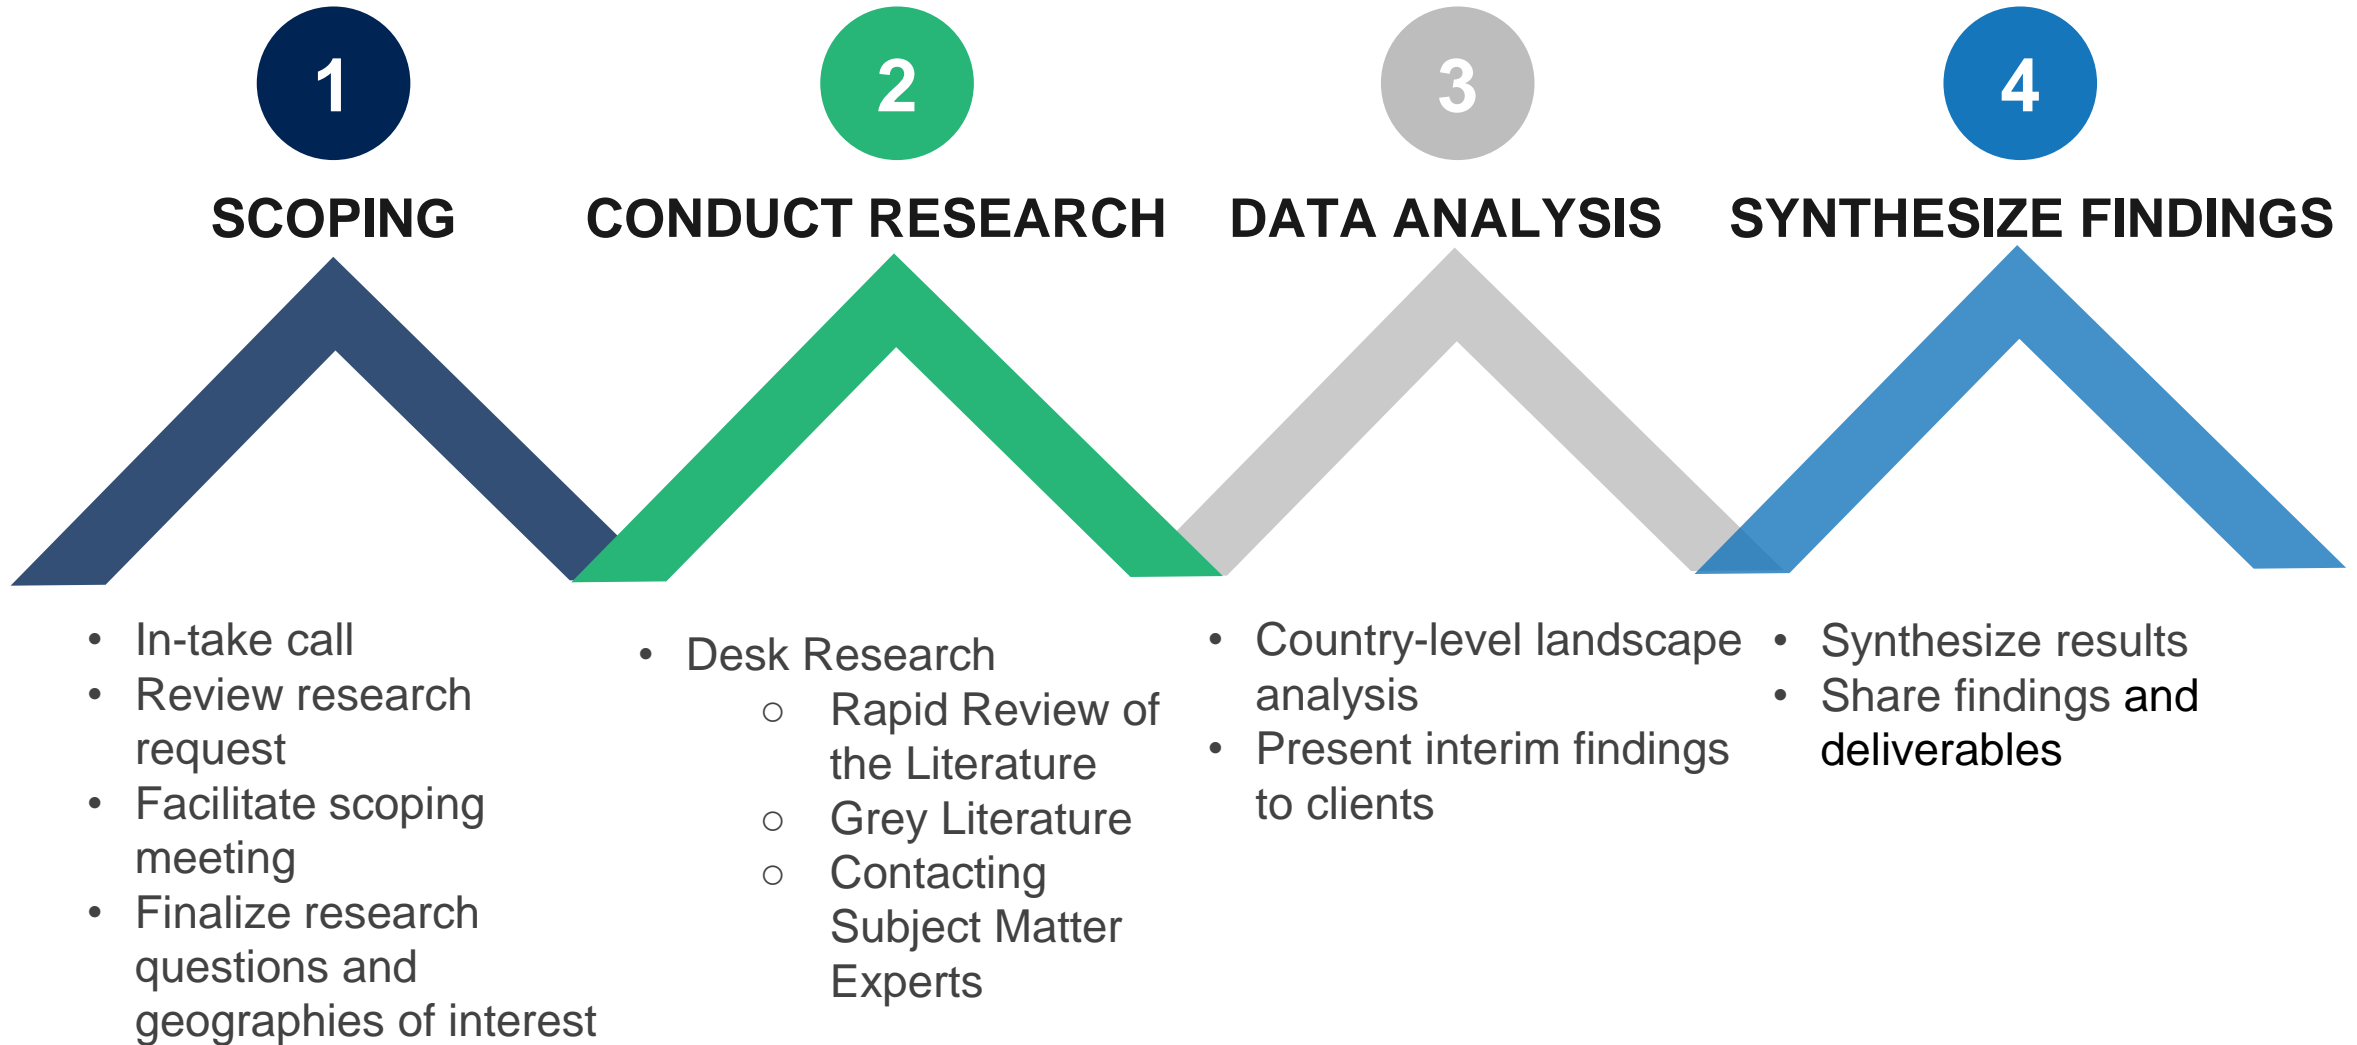 1
SCOPING
• In-take call
• Review research
request
• Facilitate scoping
meeting
• Finalize research
questions and
geographies of interest
2
CONDUCT RESEARCH
• Desk Research
○ Rapid Review of
the Literature
○ Grey Literature
○ Contacting
Subject Matter
Experts
3
DATA ANALYSIS
• Country-level landscape
analysis
• Present interim findings
to clients
4
SYNTHESIZE FINDINGS
• Synthesize results
• Share findings and
deliverables